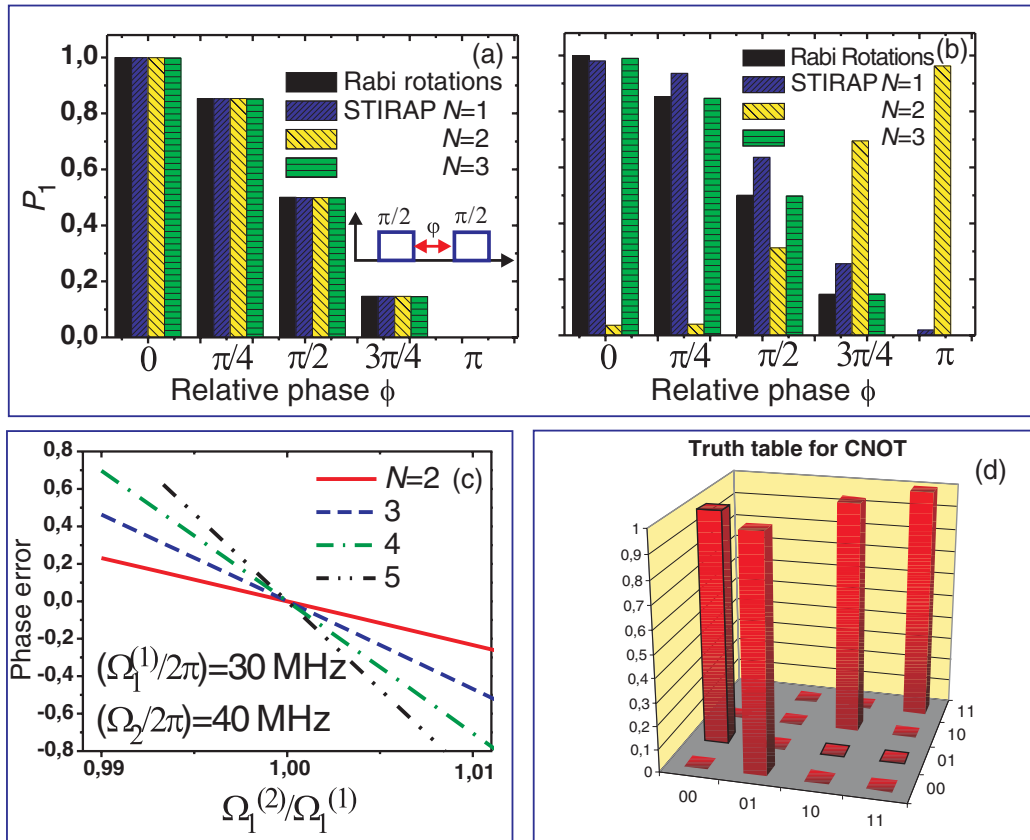 (a)
1,0
0,8
0,6
0,4
0,2
0,0
P₁
Rabi rotations
STIRAP N=1
N=2
N=3
π/2 φ π/2
0 π/4 π/2 3π/4 π
Relative phase ϕ
(b)
Rabi Rotations
STIRAP N=1
N=2
N=3
0 π/4 π/2 3π/4 π
Relative phase ϕ
(c)
0,8
0,6
0,4
0,2
0,0
-0,2
-0,4
-0,6
-0,8
Phase error
N=2
3
4
5
(Ω₁⁽¹⁾/2π)=30 MHz
(Ω₂/2π)=40 MHz
0,99 1,00 1,01
Ω₁⁽²⁾/Ω₁⁽¹⁾
Truth table for CNOT
(d)
1
0,9
0,8
0,7
0,6
0,5
0,4
0,3
0,2
0,1
0
00 01 10 11
11
10
01
00